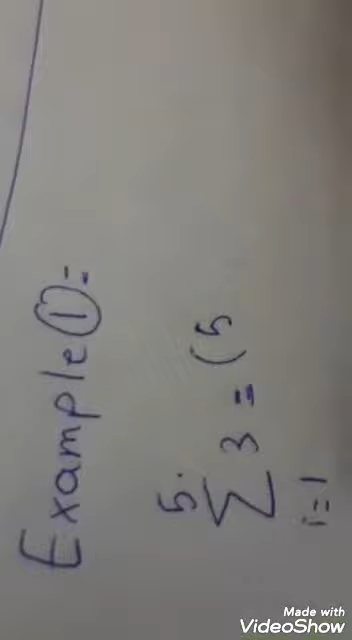 Example ①:-
5
∑ 3 = (5
i=1
Made with
VideoShow